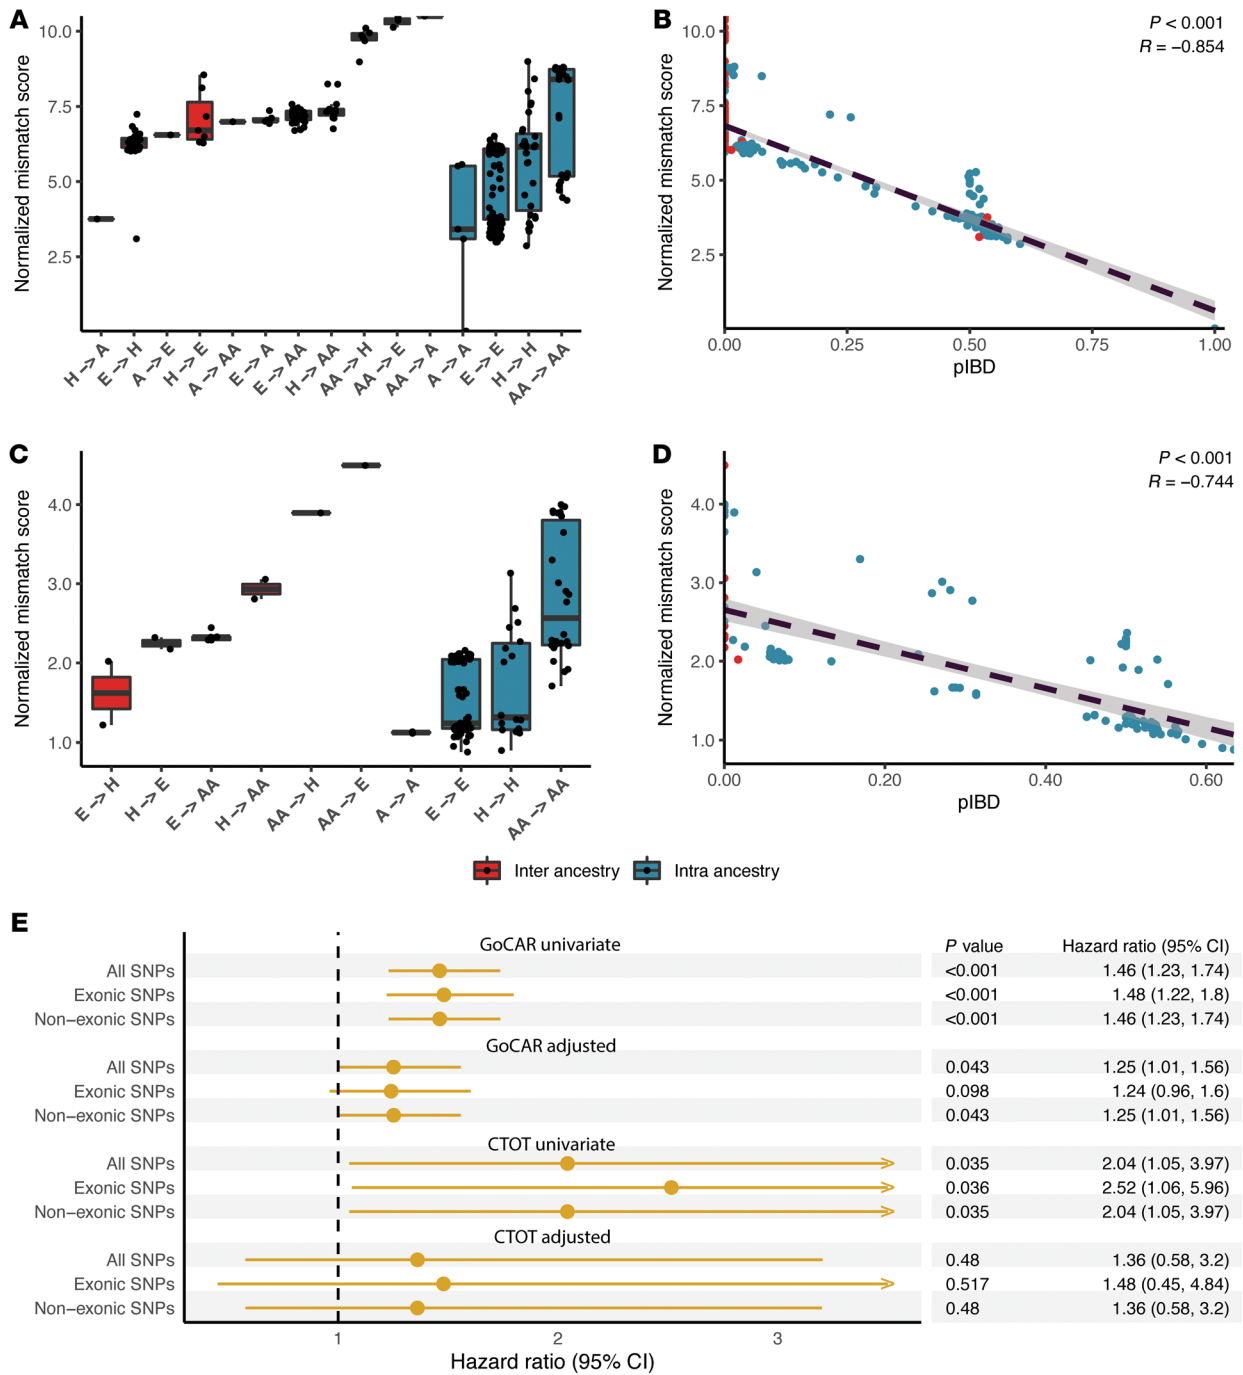 A
Normalized mismatch score
10.0
7.5
5.0
2.5
H -> A
E -> H
A -> E
H -> E
A -> AA
E -> A
E -> AA
H -> AA
AA -> H
AA -> E
AA -> A
A -> A
E -> E
H -> H
AA -> AA
B
P < 0.001
R = −0.854
Normalized mismatch score
10.0
7.5
5.0
2.5
0.00 0.25 0.50 0.75 1.00
pIBD
C
Normalized mismatch score
4.0
3.0
2.0
1.0
E -> H
H -> E
E -> AA
H -> AA
AA -> H
AA -> E
A -> A
E -> E
H -> H
AA -> AA
D
P < 0.001
R = −0.744
Normalized mismatch score
4.0
3.0
2.0
1.0
0.00 0.20 0.40 0.60
pIBD
Inter ancestry Intra ancestry
E
GoCAR univariate P value Hazard ratio (95% CI)
All SNPs <0.001 1.46 (1.23, 1.74)
Exonic SNPs <0.001 1.48 (1.22, 1.8)
Non−exonic SNPs <0.001 1.46 (1.23, 1.74)
GoCAR adjusted
All SNPs 0.043 1.25 (1.01, 1.56)
Exonic SNPs 0.098 1.24 (0.96, 1.6)
Non−exonic SNPs 0.043 1.25 (1.01, 1.56)
CTOT univariate
All SNPs 0.035 2.04 (1.05, 3.97)
Exonic SNPs 0.036 2.52 (1.06, 5.96)
Non−exonic SNPs 0.035 2.04 (1.05, 3.97)
CTOT adjusted
All SNPs 0.48 1.36 (0.58, 3.2)
Exonic SNPs 0.517 1.48 (0.45, 4.84)
Non−exonic SNPs 0.48 1.36 (0.58, 3.2)
1 2 3
Hazard ratio (95% CI)